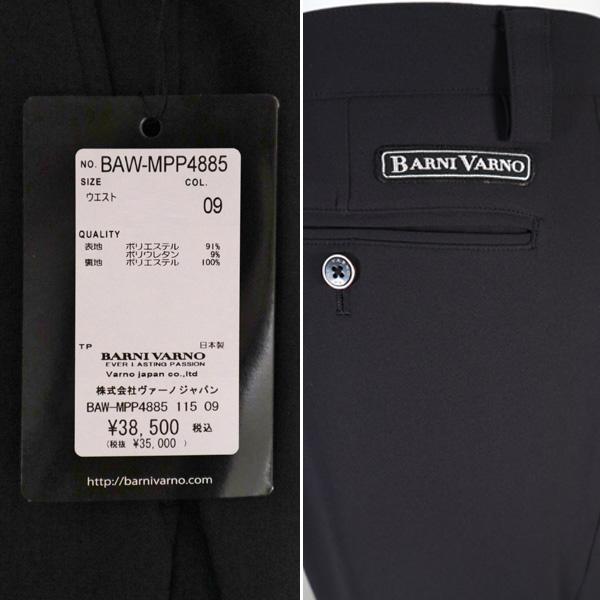 NO. BAW-MPP4885
SIZE COL.
ウエスト 09
QUALITY
表地 ポリエステル 91%
ポリウレタン 9%
裏地 ポリエステル 100%
TP 日本製
BARNI VARNO
EVER LASTING PASSION
Varno japan co.,ltd
株式会社ヴァーノジャパン
BAW-MPP4885 115 09
¥38,500 税込
(税抜 ¥35,000 )
http://barnivarno.com
BARNI VARNO